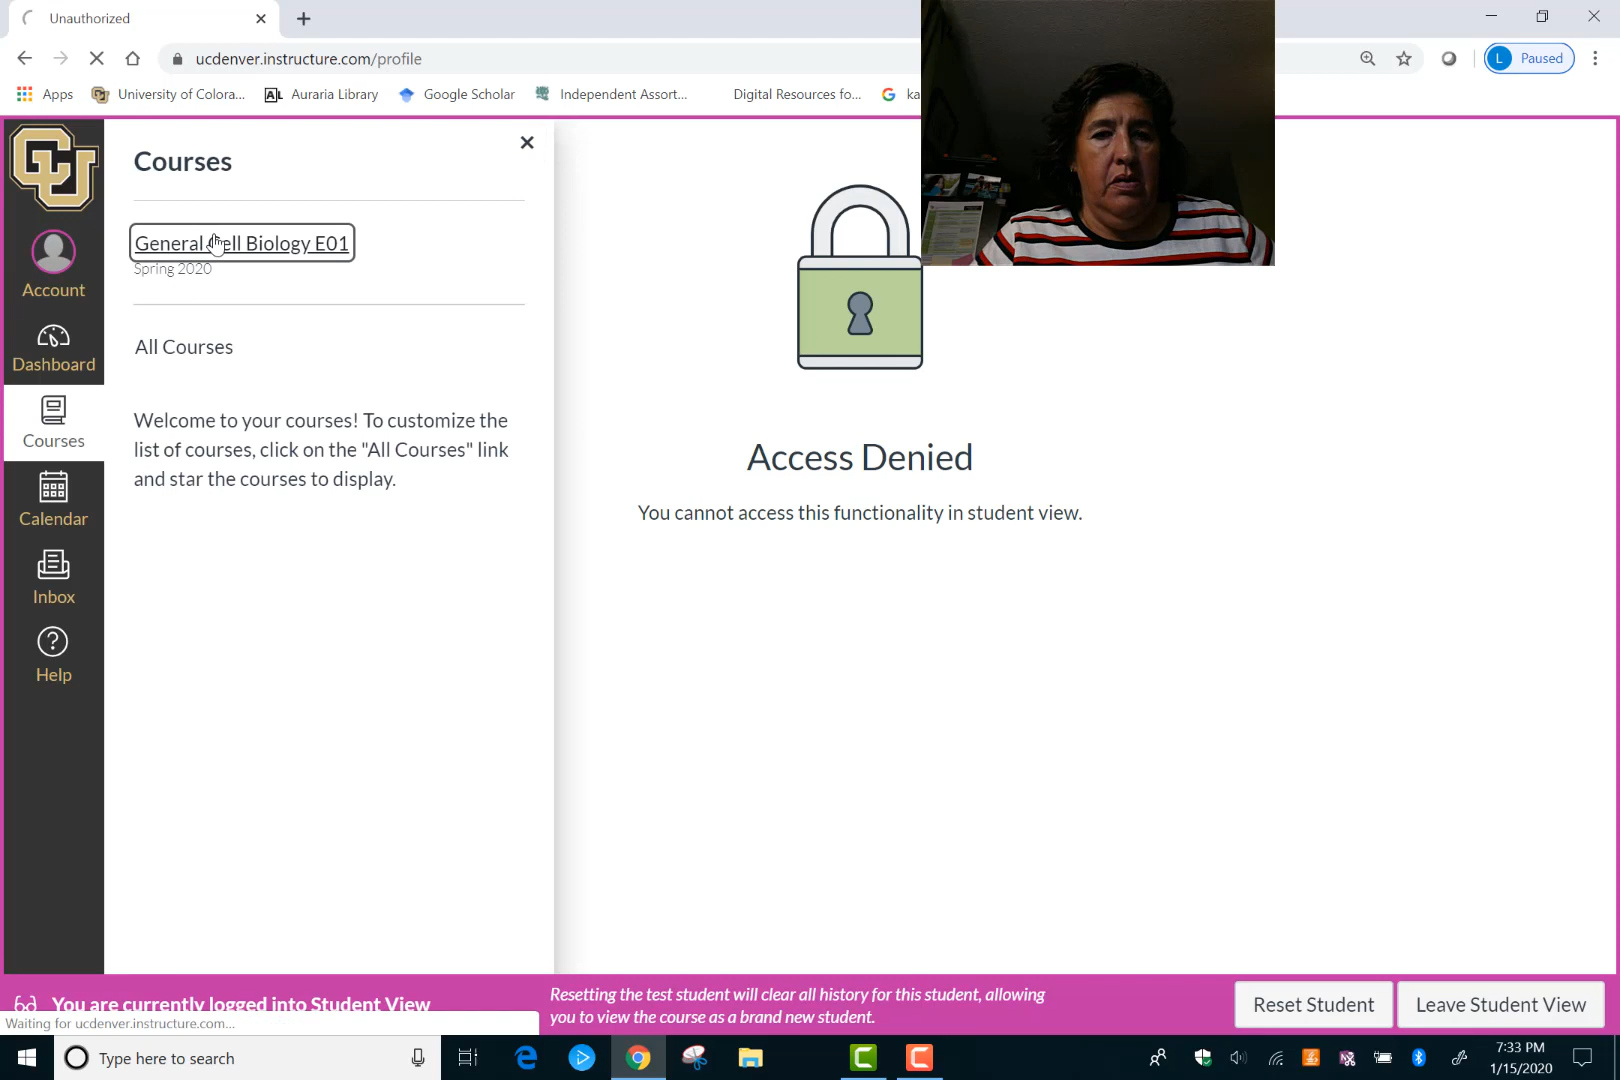 Unauthorized
ucdenver.instructure.com/profile
Paused
L
Apps
University of Colora...
Auraria Library
Google Scholar
Independent Assort...
Digital Resources fo...
G ka
CU
Account
Dashboard
Courses
Calendar
Inbox
Help
Courses
General Cell Biology E01
Spring 2020
All Courses
Welcome to your courses! To customize the
list of courses, click on the "All Courses" link
and star the courses to display.
Access Denied
You cannot access this functionality in student view.
You are currently logged into Student View
Resetting the test student will clear all history for this student, allowing
you to view the course as a brand new student.
Reset Student
Leave Student View
Waiting for ucdenver.instructure.com...
Type here to search
7:33 PM
1/15/2020